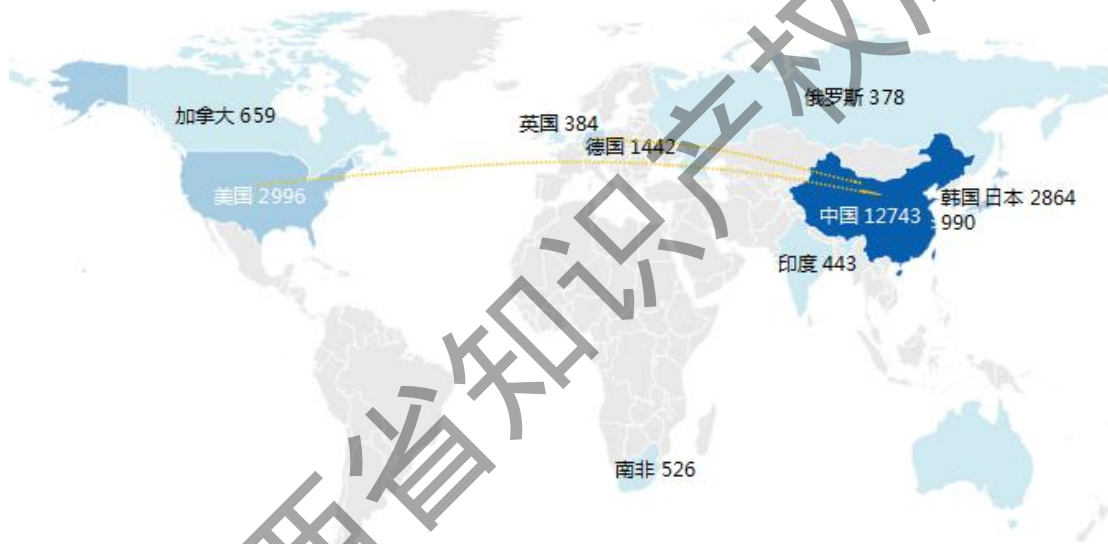 俄罗斯 378
加拿大 659
英国 384
德国 1442
美国 2996
韩国 日本 2864
990
中国 12743
印度 443
南非 526
西省知识产权